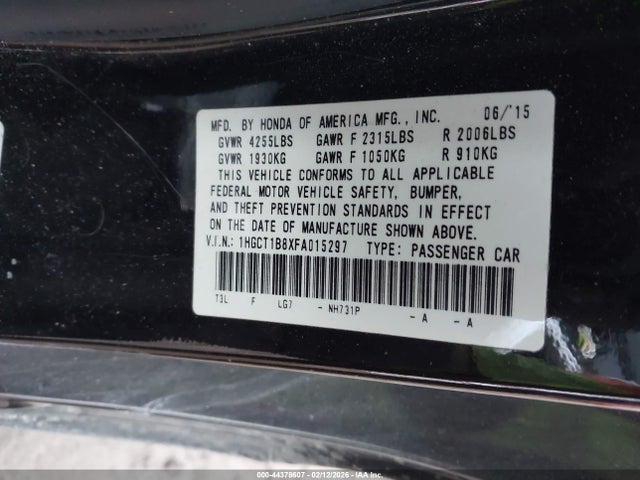 MFD. BY HONDA OF AMERICA MFG., INC. 06/'15
GVWR 4255LBS GAWR F 2315LBS R 2006LBS
GVWR 1930KG GAWR F 1050KG R 910KG
THIS VEHICLE CONFORMS TO ALL APPLICABLE
FEDERAL MOTOR VEHICLE SAFETY, BUMPER,
AND THEFT PREVENTION STANDARDS IN EFFECT
ON THE DATE OF MANUFACTURE SHOWN ABOVE.
V.I.N.: 1HGCT1B8XFA015297 TYPE: PASSENGER CAR
T3L F LG7 - NH731P - A - A
000-44378607 - 02/12/2026 - IAA Inc.